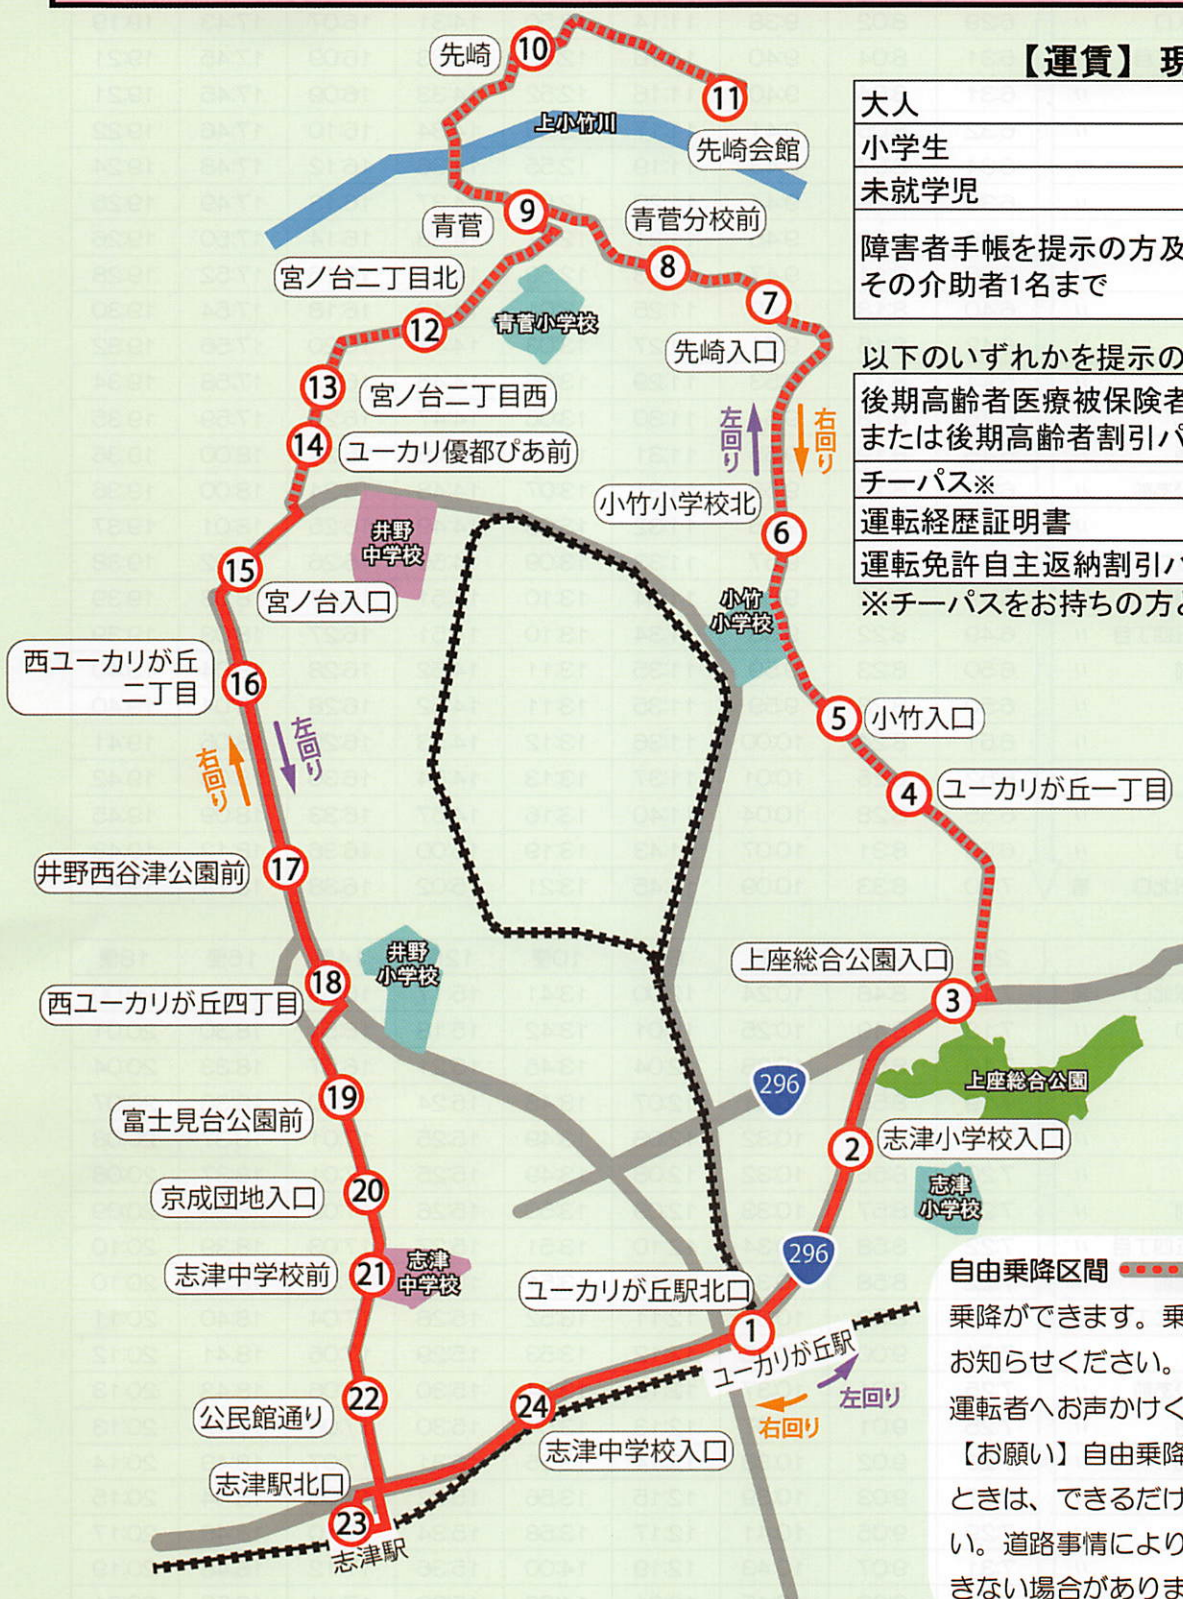 先崎
10
11
上小竹川
先崎会館
青菅
9
青菅分校前
8
宮ノ台二丁目北
12
青菅小学校
7
先崎入口
13
宮ノ台二丁目西
14
ユーカリ優都ぴあ前
左回り
右回り
小竹小学校北
6
井野
中学校
15
宮ノ台入口
小竹
小学校
西ユーカリが丘
二丁目
16
5
小竹入口
右回り
左回り
4
ユーカリが丘一丁目
井野西谷津公園前
17
井野
小学校
上座総合公園入口
18
西ユーカリが丘四丁目
3
296
上座総合公園
19
富士見台公園前
2
志津小学校入口
京成団地入口
20
志津
小学校
296
志津中学校前
21
志津
中学校
ユーカリが丘駅北口
1
ユーカリが丘駅
左回り
右回り
公民館通り
22
24
志津中学校入口
志津駅北口
23
志津駅
【運賃】 現
大人
小学生
未就学児
障害者手帳を提示の方及
その介助者1名まで
以下のいずれかを提示の
後期高齢者医療被保険者
または後期高齢者割引パ
チーパス※
運転経歴証明書
運転免許自主返納割引パ
※チーパスをお持ちの方と
自由乗降区間
乗降ができます。乗
お知らせください。
運転者へお声かけく
【お願い】自由乗降
ときは、できるだけ
い。道路事情により
きない場合がありま